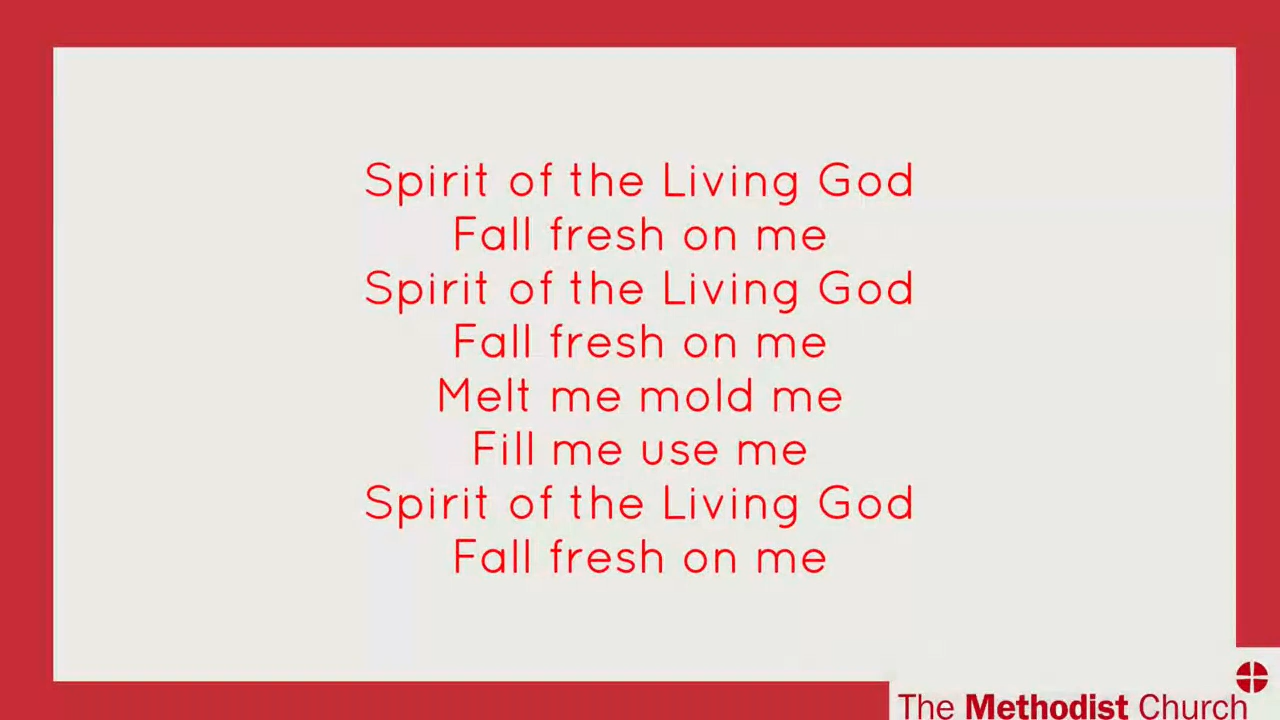 Spirit of the Living God
Fall fresh on me
Spirit of the Living God
Fall fresh on me
Melt me mold me
Fill me use me
Spirit of the Living God
Fall fresh on me
The Methodist Church